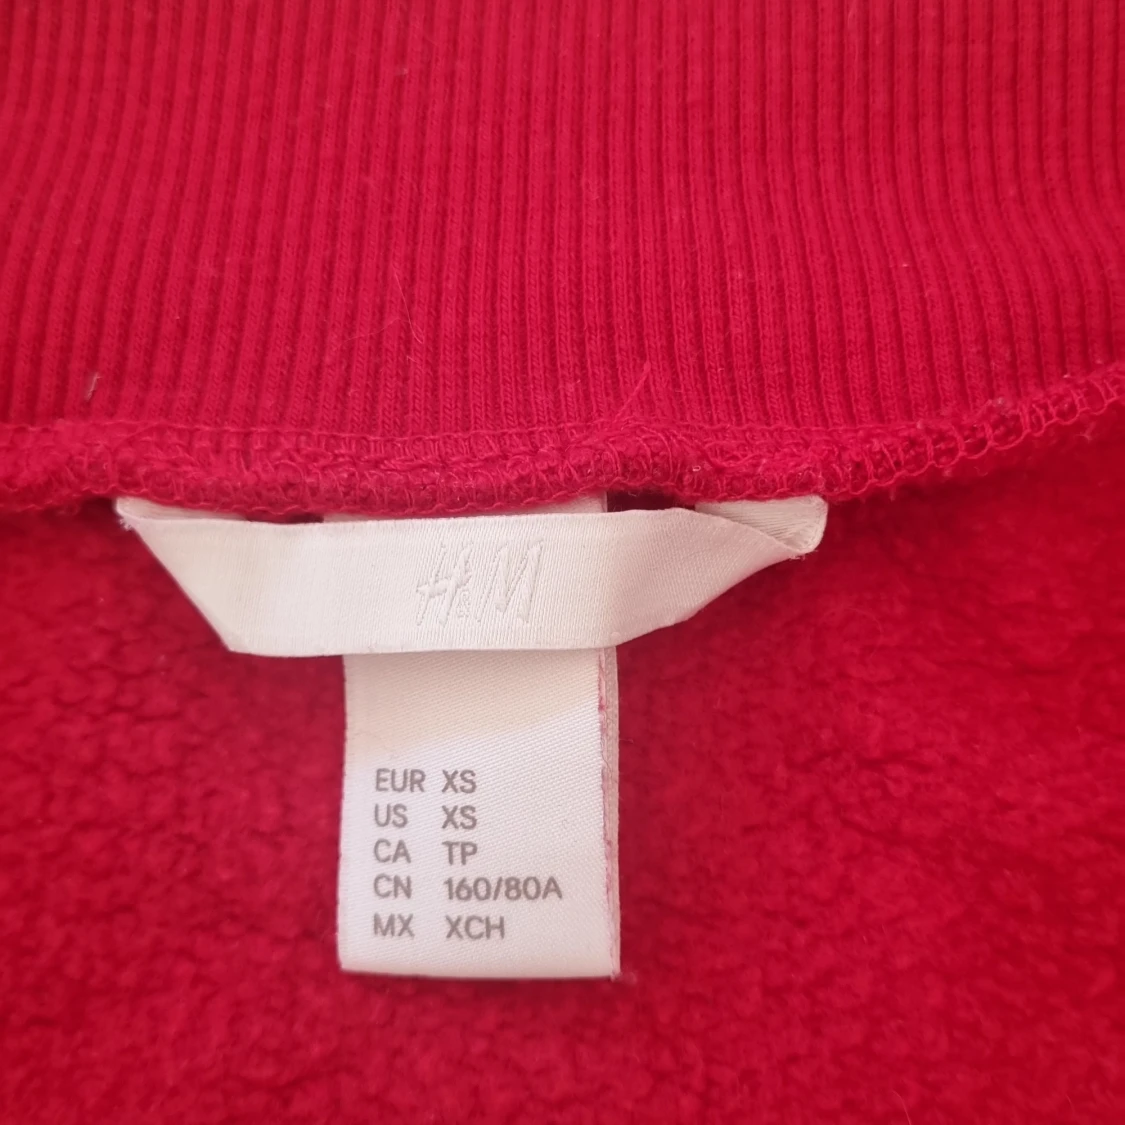 H&M
EUR XS
US XS
CA TP
CN 160/80A
MX XCH